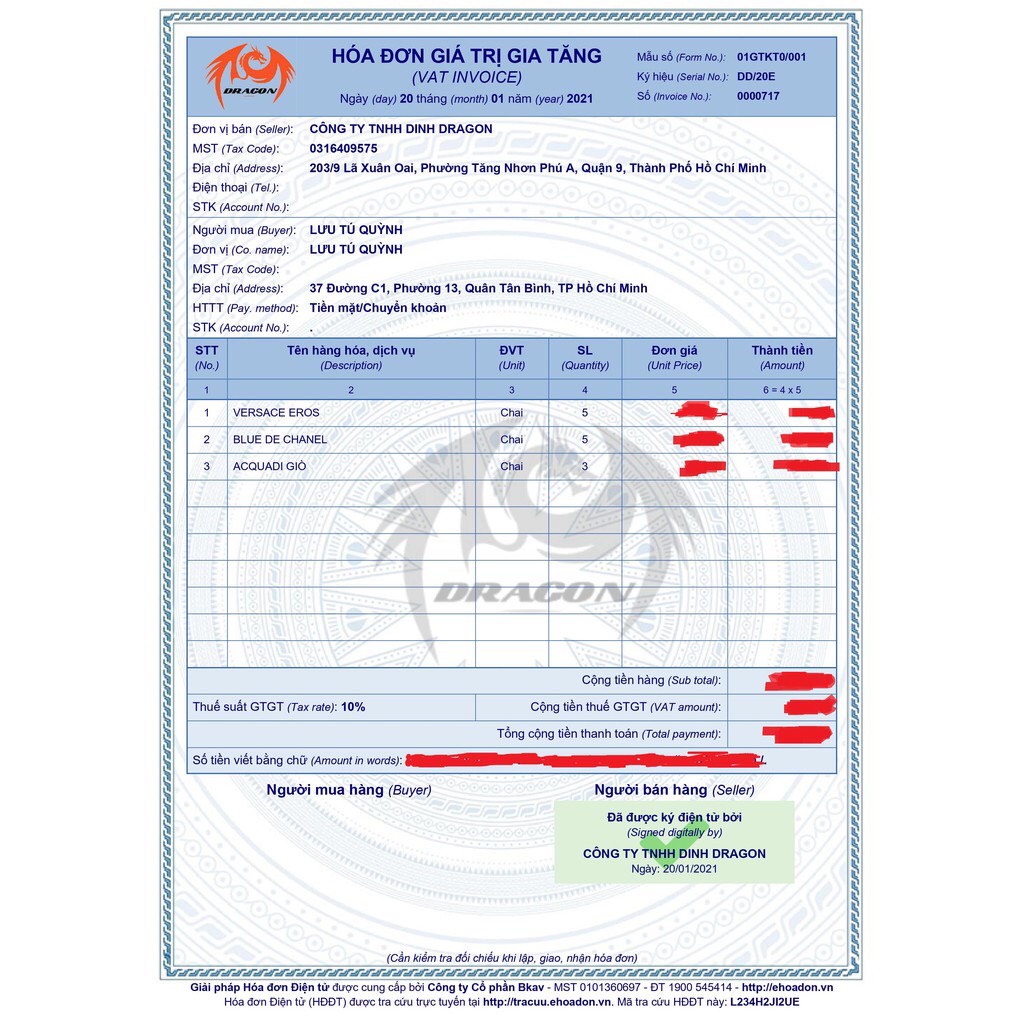 DRAGON
HÓA ĐƠN GIÁ TRỊ GIA TĂNG
(VAT INVOICE)
Ngày (day) 20 tháng (month) 01 năm (year) 2021
Mẫu số (Form No.): 01GTKT0/001
Ký hiệu (Serial No.): DD/20E
Số (Invoice No.): 0000717
Đơn vị bán (Seller): CÔNG TY TNHH DINH DRAGON
MST (Tax Code): 0316409575
Địa chỉ (Address): 203/9 Lã Xuân Oai, Phường Tăng Nhơn Phú A, Quận 9, Thành Phố Hồ Chí Minh
Điện thoại (Tel.):
STK (Account No.):
Người mua (Buyer): LƯU TÚ QUỲNH
Đơn vị (Co. name): LƯU TÚ QUỲNH
MST (Tax Code):
Địa chỉ (Address): 37 Đường C1, Phường 13, Quân Tân Bình, TP Hồ Chí Minh
HTTT (Pay. method): Tiền mặt/Chuyển khoản
STK (Account No.): .
STT Tên hàng hóa, dịch vụ ĐVT SL Đơn giá Thành tiền
(No.) (Description) (Unit) (Quantity) (Unit Price) (Amount)
1 2 3 4 5 6 = 4 x 5
1 VERSACE EROS Chai 5
2 BLUE DE CHANEL Chai 5
3 ACQUADI GIÒ Chai 3
DRAGON
Cộng tiền hàng (Sub total):
Thuế suất GTGT (Tax rate): 10% Cộng tiền thuế GTGT (VAT amount):
Tổng cộng tiền thanh toán (Total payment):
Số tiền viết bằng chữ (Amount in words):
Người mua hàng (Buyer) Người bán hàng (Seller)
Đã được ký điện tử bởi
(Signed digitally by)
CÔNG TY TNHH DINH DRAGON
Ngày: 20/01/2021
(Cần kiểm tra đối chiếu khi lập, giao, nhận hóa đơn)
Giải pháp Hóa đơn Điện tử được cung cấp bởi Công ty Cổ phần Bkav - MST 0101360697 - ĐT 1900 545414 - http://ehoadon.vn
Hóa đơn Điện tử (HĐĐT) được tra cứu trực tuyến tại http://tracuu.ehoadon.vn. Mã tra cứu HĐĐT này: L234H2JI2UE